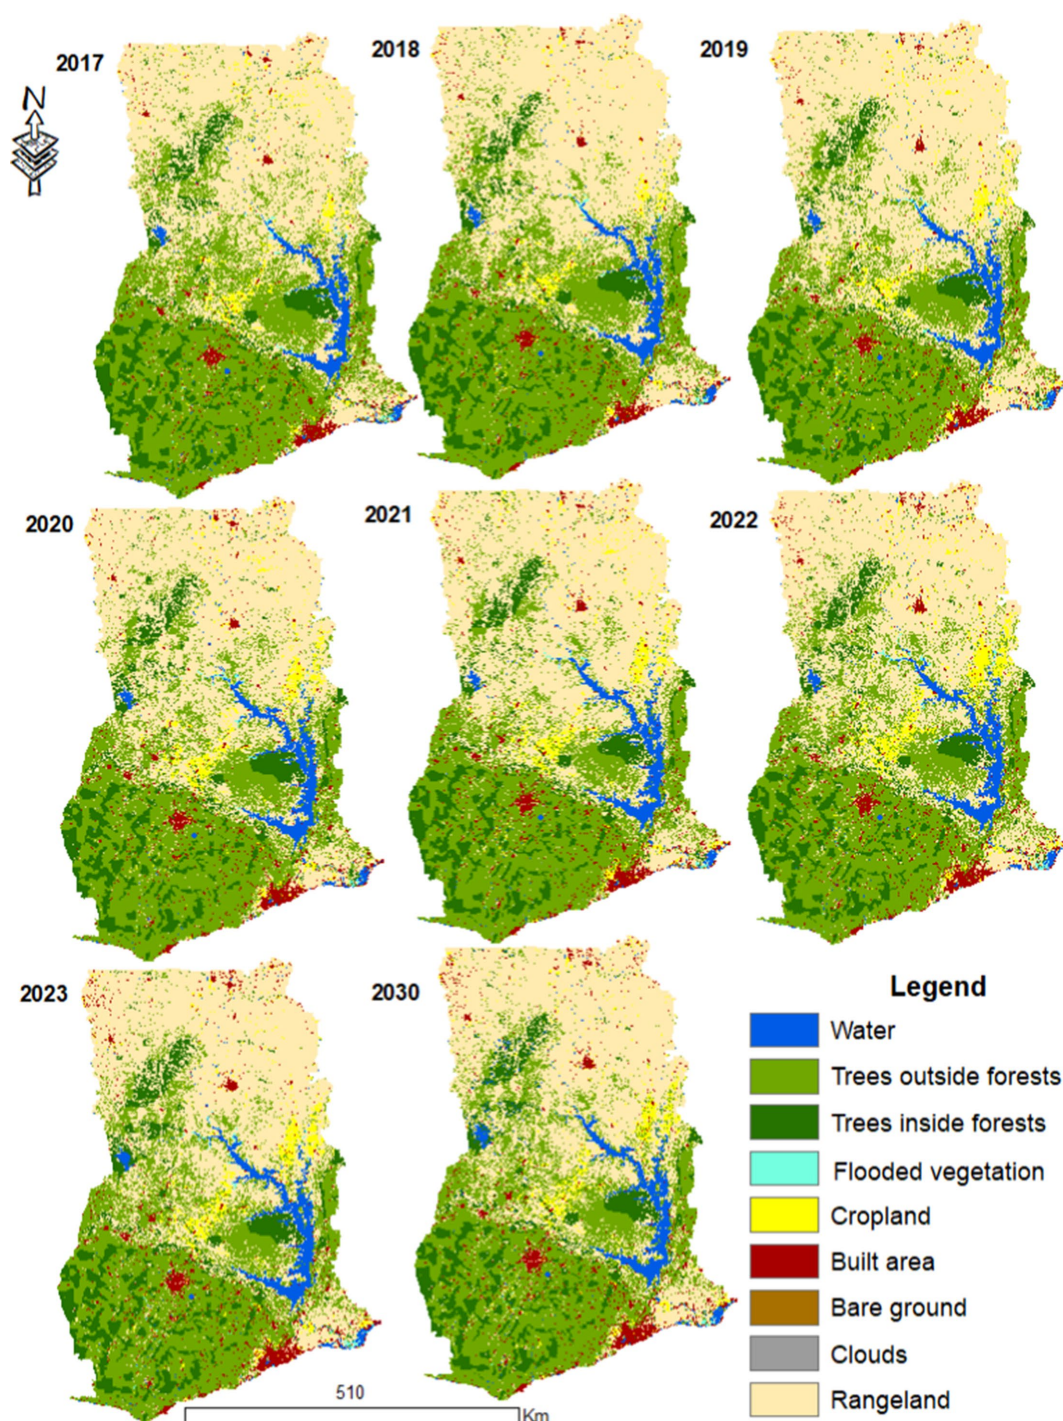 2017
2018
2019
N
2020
2021
2022
2023
2030
Legend
Water
Trees outside forests
Trees inside forests
Flooded vegetation
Cropland
Built area
Bare ground
Clouds
Rangeland
510
Km